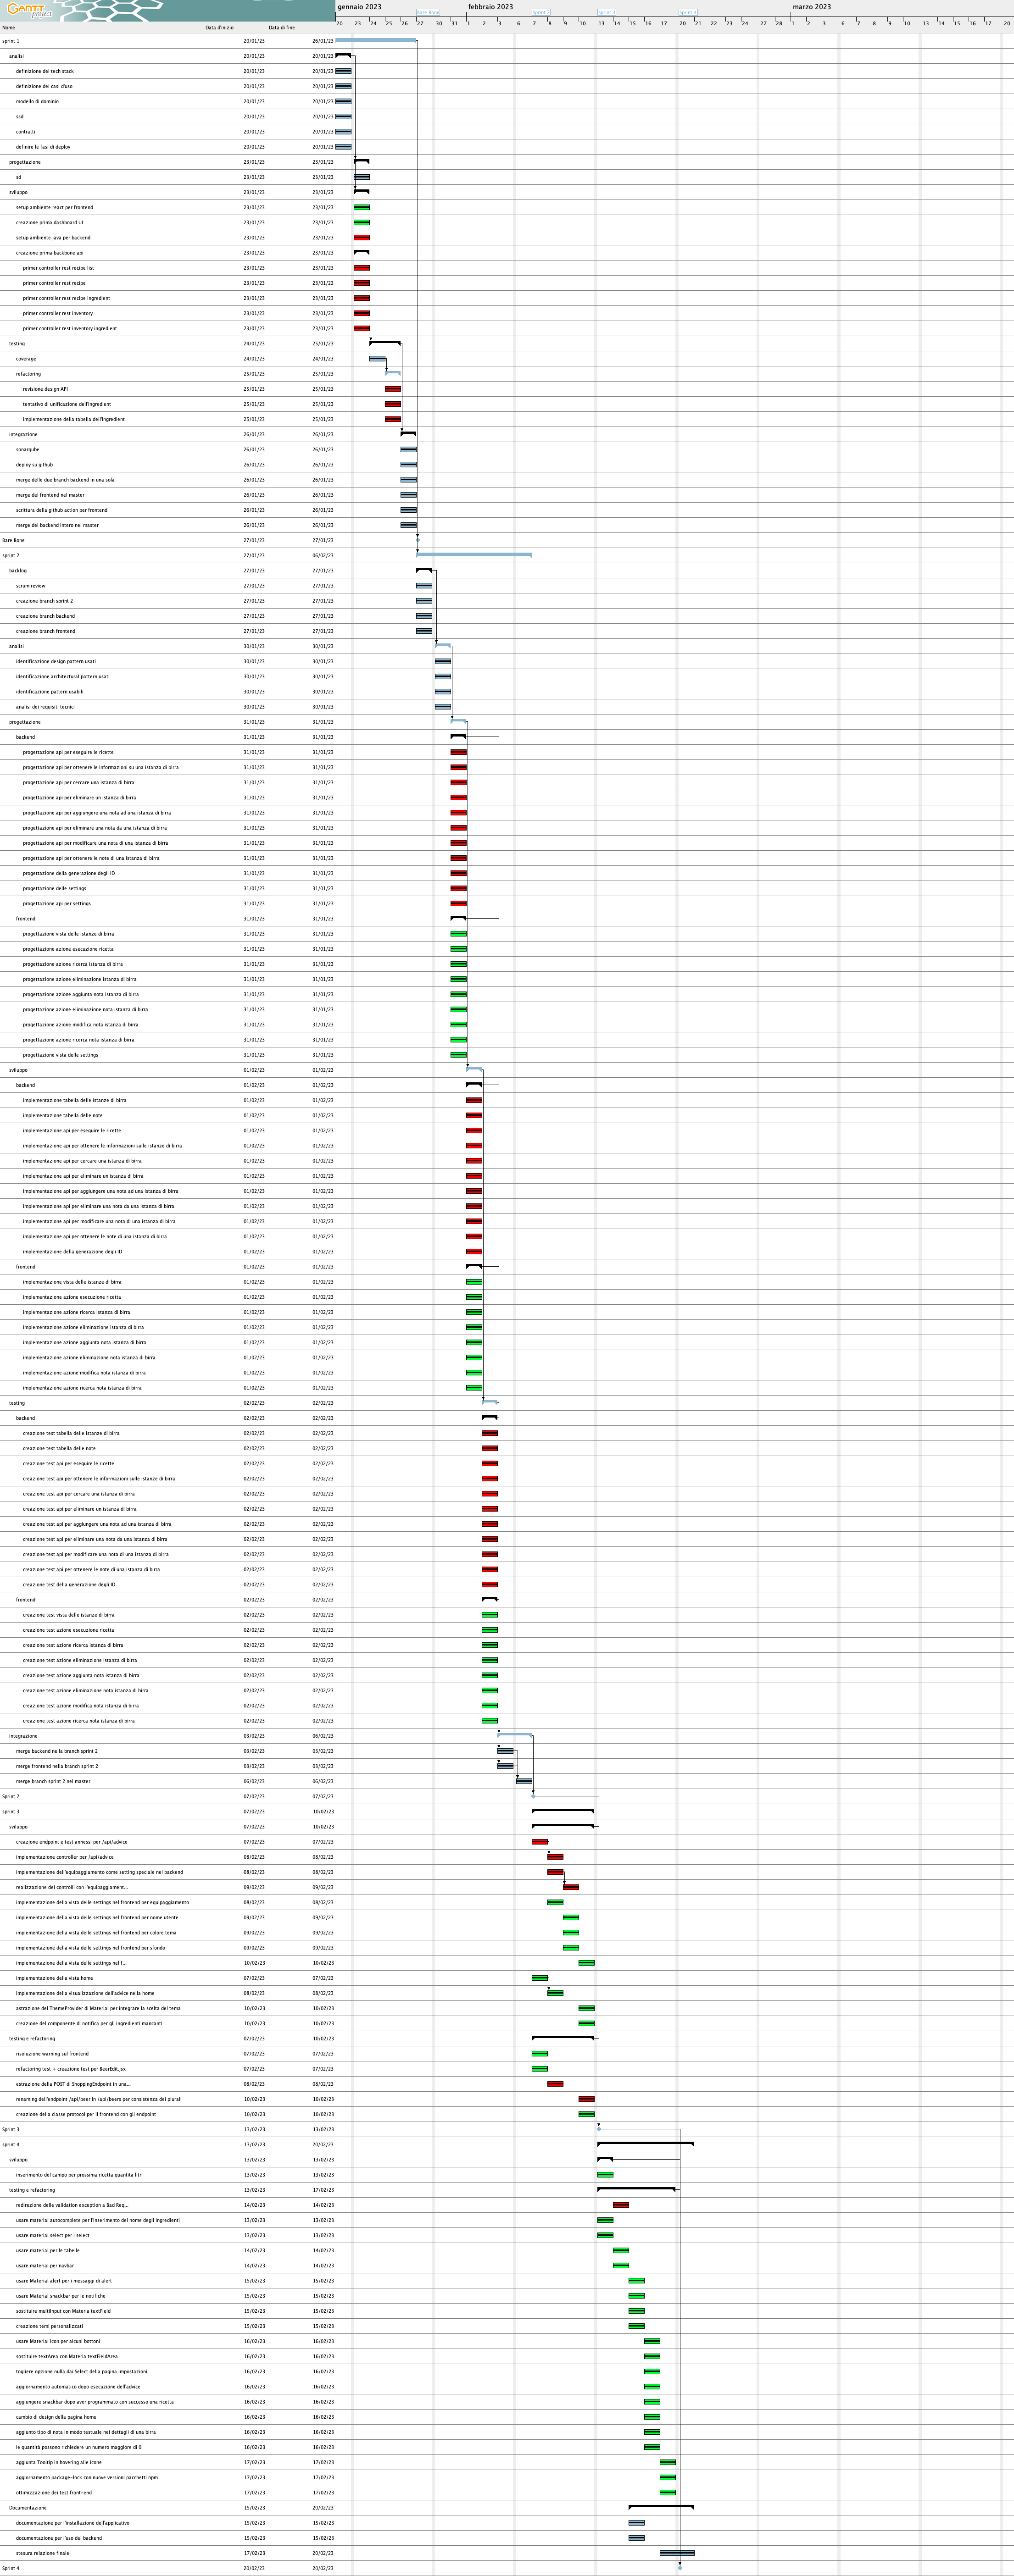 GANTT project
gennaio 2023 febbraio 2023 marzo 2023
Bare Bone Sprint 2 Sprint 3 Sprint 4
Nome Data d'inizio Data di fine 20 23 24 25 26 27 30 31 1 2 3 6 7 8 9 10 13 14 15 16 17 20 21 22 23 24 27 28 1 2 3 6 7 8 9 10 13 14 15 16 17 20
sprint 1 20/01/23 26/01/23
analisi 20/01/23 20/01/23
definizione del tech stack 20/01/23 20/01/23
definizione dei casi d'uso 20/01/23 20/01/23
modello di dominio 20/01/23 20/01/23
ssd 20/01/23 20/01/23
contratti 20/01/23 20/01/23
definire le fasi di deploy 20/01/23 20/01/23
progettazione 23/01/23 23/01/23
sd 23/01/23 23/01/23
sviluppo 23/01/23 23/01/23
setup ambiente react per frontend 23/01/23 23/01/23
creazione prima dashboard UI 23/01/23 23/01/23
setup ambiente java per backend 23/01/23 23/01/23
creazione prima backbone api 23/01/23 23/01/23
primer controller rest recipe list 23/01/23 23/01/23
primer controller rest recipe 23/01/23 23/01/23
primer controller rest recipe ingredient 23/01/23 23/01/23
primer controller rest inventory 23/01/23 23/01/23
primer controller rest inventory ingredient 23/01/23 23/01/23
testing 24/01/23 25/01/23
coverage 24/01/23 24/01/23
refactoring 25/01/23 25/01/23
revisione design API 25/01/23 25/01/23
tentativo di unificazione dell'Ingredient 25/01/23 25/01/23
implementazione della tabella dell'Ingredient 25/01/23 25/01/23
integrazione 26/01/23 26/01/23
sonarqube 26/01/23 26/01/23
deploy su github 26/01/23 26/01/23
merge delle due branch backend in una sola 26/01/23 26/01/23
merge del frontend nel master 26/01/23 26/01/23
scrittura della github action per frontend 26/01/23 26/01/23
merge del backend intero nel master 26/01/23 26/01/23
Bare Bone 27/01/23 27/01/23
sprint 2 27/01/23 06/02/23
backlog 27/01/23 27/01/23
scrum review 27/01/23 27/01/23
creazione branch sprint 2 27/01/23 27/01/23
creazione branch backend 27/01/23 27/01/23
creazione branch frontend 27/01/23 27/01/23
analisi 30/01/23 30/01/23
identificazione design pattern usati 30/01/23 30/01/23
identificazione architectural pattern usati 30/01/23 30/01/23
identificazione pattern usabili 30/01/23 30/01/23
analisi dei requisiti tecnici 30/01/23 30/01/23
progettazione 31/01/23 31/01/23
backend 31/01/23 31/01/23
progettazione api per eseguire le ricette 31/01/23 31/01/23
progettazione api per ottenere le informazioni su una istanza di birra 31/01/23 31/01/23
progettazione api per cercare una istanza di birra 31/01/23 31/01/23
progettazione api per eliminare un istanza di birra 31/01/23 31/01/23
progettazione api per aggiungere una nota ad una istanza di birra 31/01/23 31/01/23
progettazione api per eliminare una nota da una istanza di birra 31/01/23 31/01/23
progettazione api per modificare una nota di una istanza di birra 31/01/23 31/01/23
progettazione api per ottenere le note di una istanza di birra 31/01/23 31/01/23
progettazione della generazione degli ID 31/01/23 31/01/23
progettazione delle settings 31/01/23 31/01/23
progettazione api per settings 31/01/23 31/01/23
frontend 31/01/23 31/01/23
progettazione vista delle istanze di birra 31/01/23 31/01/23
progettazione azione esecuzione ricetta 31/01/23 31/01/23
progettazione azione ricerca istanza di birra 31/01/23 31/01/23
progettazione azione eliminazione istanza di birra 31/01/23 31/01/23
progettazione azione aggiunta nota istanza di birra 31/01/23 31/01/23
progettazione azione eliminazione nota istanza di birra 31/01/23 31/01/23
progettazione azione modifica nota istanza di birra 31/01/23 31/01/23
progettazione azione ricerca nota istanza di birra 31/01/23 31/01/23
progettazione vista delle settings 31/01/23 31/01/23
sviluppo 01/02/23 01/02/23
backend 01/02/23 01/02/23
implementazione tabella delle istanze di birra 01/02/23 01/02/23
implementazione tabella delle note 01/02/23 01/02/23
implementazione api per eseguire le ricette 01/02/23 01/02/23
implementazione api per ottenere le informazioni sulle istanze di birra 01/02/23 01/02/23
implementazione api per cercare una istanza di birra 01/02/23 01/02/23
implementazione api per eliminare un istanza di birra 01/02/23 01/02/23
implementazione api per aggiungere una nota ad una istanza di birra 01/02/23 01/02/23
implementazione api per eliminare una nota da una istanza di birra 01/02/23 01/02/23
implementazione api per modificare una nota di una istanza di birra 01/02/23 01/02/23
implementazione api per ottenere le note di una istanza di birra 01/02/23 01/02/23
implementazione della generazione degli ID 01/02/23 01/02/23
frontend 01/02/23 01/02/23
implementazione vista delle istanze di birra 01/02/23 01/02/23
implementazione azione esecuzione ricetta 01/02/23 01/02/23
implementazione azione ricerca istanza di birra 01/02/23 01/02/23
implementazione azione eliminazione istanza di birra 01/02/23 01/02/23
implementazione azione aggiunta nota istanza di birra 01/02/23 01/02/23
implementazione azione eliminazione nota istanza di birra 01/02/23 01/02/23
implementazione azione modifica nota istanza di birra 01/02/23 01/02/23
implementazione azione ricerca nota istanza di birra 01/02/23 01/02/23
testing 02/02/23 02/02/23
backend 02/02/23 02/02/23
creazione test tabella delle istanze di birra 02/02/23 02/02/23
creazione test tabella delle note 02/02/23 02/02/23
creazione test api per eseguire le ricette 02/02/23 02/02/23
creazione test api per ottenere le informazioni sulle istanze di birra 02/02/23 02/02/23
creazione test api per cercare una istanza di birra 02/02/23 02/02/23
creazione test api per eliminare un istanza di birra 02/02/23 02/02/23
creazione test api per aggiungere una nota ad una istanza di birra 02/02/23 02/02/23
creazione test api per eliminare una nota da una istanza di birra 02/02/23 02/02/23
creazione test api per modificare una nota di una istanza di birra 02/02/23 02/02/23
creazione test api per ottenere le note di una istanza di birra 02/02/23 02/02/23
creazione test della generazione degli ID 02/02/23 02/02/23
frontend 02/02/23 02/02/23
creazione test vista delle istanze di birra 02/02/23 02/02/23
creazione test azione esecuzione ricetta 02/02/23 02/02/23
creazione test azione ricerca istanza di birra 02/02/23 02/02/23
creazione test azione eliminazione istanza di birra 02/02/23 02/02/23
creazione test azione aggiunta nota istanza di birra 02/02/23 02/02/23
creazione test azione eliminazione nota istanza di birra 02/02/23 02/02/23
creazione test azione modifica nota istanza di birra 02/02/23 02/02/23
creazione test azione ricerca nota istanza di birra 02/02/23 02/02/23
integrazione 03/02/23 06/02/23
merge backend nella branch sprint 2 03/02/23 03/02/23
merge frontend nella branch sprint 2 03/02/23 03/02/23
merge branch sprint 2 nel master 06/02/23 06/02/23
Sprint 2 07/02/23 07/02/23
sprint 3 07/02/23 10/02/23
sviluppo 07/02/23 10/02/23
creazione endpoint e test annessi per /api/advice 07/02/23 07/02/23
implementazione controller per /api/advice 08/02/23 08/02/23
implementazione dell'equipaggiamento come setting speciale nel backend 08/02/23 08/02/23
realizzazione dei controlli con l'equipaggiament... 09/02/23 09/02/23
implementazione della vista delle settings nel frontend per equipaggiamento 08/02/23 08/02/23
implementazione della vista delle settings nel frontend per nome utente 09/02/23 09/02/23
implementazione della vista delle settings nel frontend per colore tema 09/02/23 09/02/23
implementazione della vista delle settings nel frontend per sfondo 09/02/23 09/02/23
implementazione della vista delle settings nel f... 10/02/23 10/02/23
implementazione della vista home 07/02/23 07/02/23
implementazione della visualizzazione dell'advice nella home 08/02/23 08/02/23
astrazione del ThemeProvider di Material per integrare la scelta del tema 10/02/23 10/02/23
creazione del componente di notifica per gli ingredienti mancanti 10/02/23 10/02/23
testing e refactoring 07/02/23 10/02/23
risoluzione warning sul frontend 07/02/23 07/02/23
refactoring test + creazione test per BeerEdit.jsx 07/02/23 07/02/23
estrazione della POST di ShoppingEndpoint in una... 08/02/23 08/02/23
renaming dell'endpoint /api/beer in /api/beers per consistenza dei plurali 10/02/23 10/02/23
creazione della classe protocol per il frontend con gli endpoint 10/02/23 10/02/23
Sprint 3 13/02/23 13/02/23
sprint 4 13/02/23 20/02/23
sviluppo 13/02/23 13/02/23
inserimento del campo per prossima ricetta quantita litri 13/02/23 13/02/23
testing e refactoring 13/02/23 17/02/23
redirezione delle validation exception a Bad Req... 14/02/23 14/02/23
usare material autocomplete per l'inserimento del nome degli ingredienti 13/02/23 13/02/23
usare material select per i select 13/02/23 13/02/23
usare material per le tabelle 14/02/23 14/02/23
usare material per navbar 14/02/23 14/02/23
usare Material alert per i messaggi di alert 15/02/23 15/02/23
usare Material snackbar per le notifiche 15/02/23 15/02/23
sostituire multiInput con Materia textField 15/02/23 15/02/23
creazione temi personalizzati 15/02/23 15/02/23
usare Material icon per alcuni bottoni 16/02/23 16/02/23
sostituire textArea con Materia textFieldArea 16/02/23 16/02/23
togliere opzione nulla dai Select della pagina impostazioni 16/02/23 16/02/23
aggiornamento automatico dopo esecuzione dell'advice 16/02/23 16/02/23
aggiungere snackbar dopo aver programmato con successo una ricetta 16/02/23 16/02/23
cambio di design della pagina home 16/02/23 16/02/23
aggiunto tipo di nota in modo testuale nei dettagli di una birra 16/02/23 16/02/23
le quantità possono richiedere un numero maggiore di 0 16/02/23 16/02/23
aggiunta Tooltip in hovering alle icone 17/02/23 17/02/23
aggiornamento package-lock con nuove versioni pacchetti npm 17/02/23 17/02/23
ottimizzazione dei test front-end 17/02/23 17/02/23
Documentazione 15/02/23 20/02/23
documentazione per l'installazione dell'applicativo 15/02/23 15/02/23
documentazione per l'uso del backend 15/02/23 15/02/23
stesura relazione finale 17/02/23 20/02/23
Sprint 4 20/02/23 20/02/23